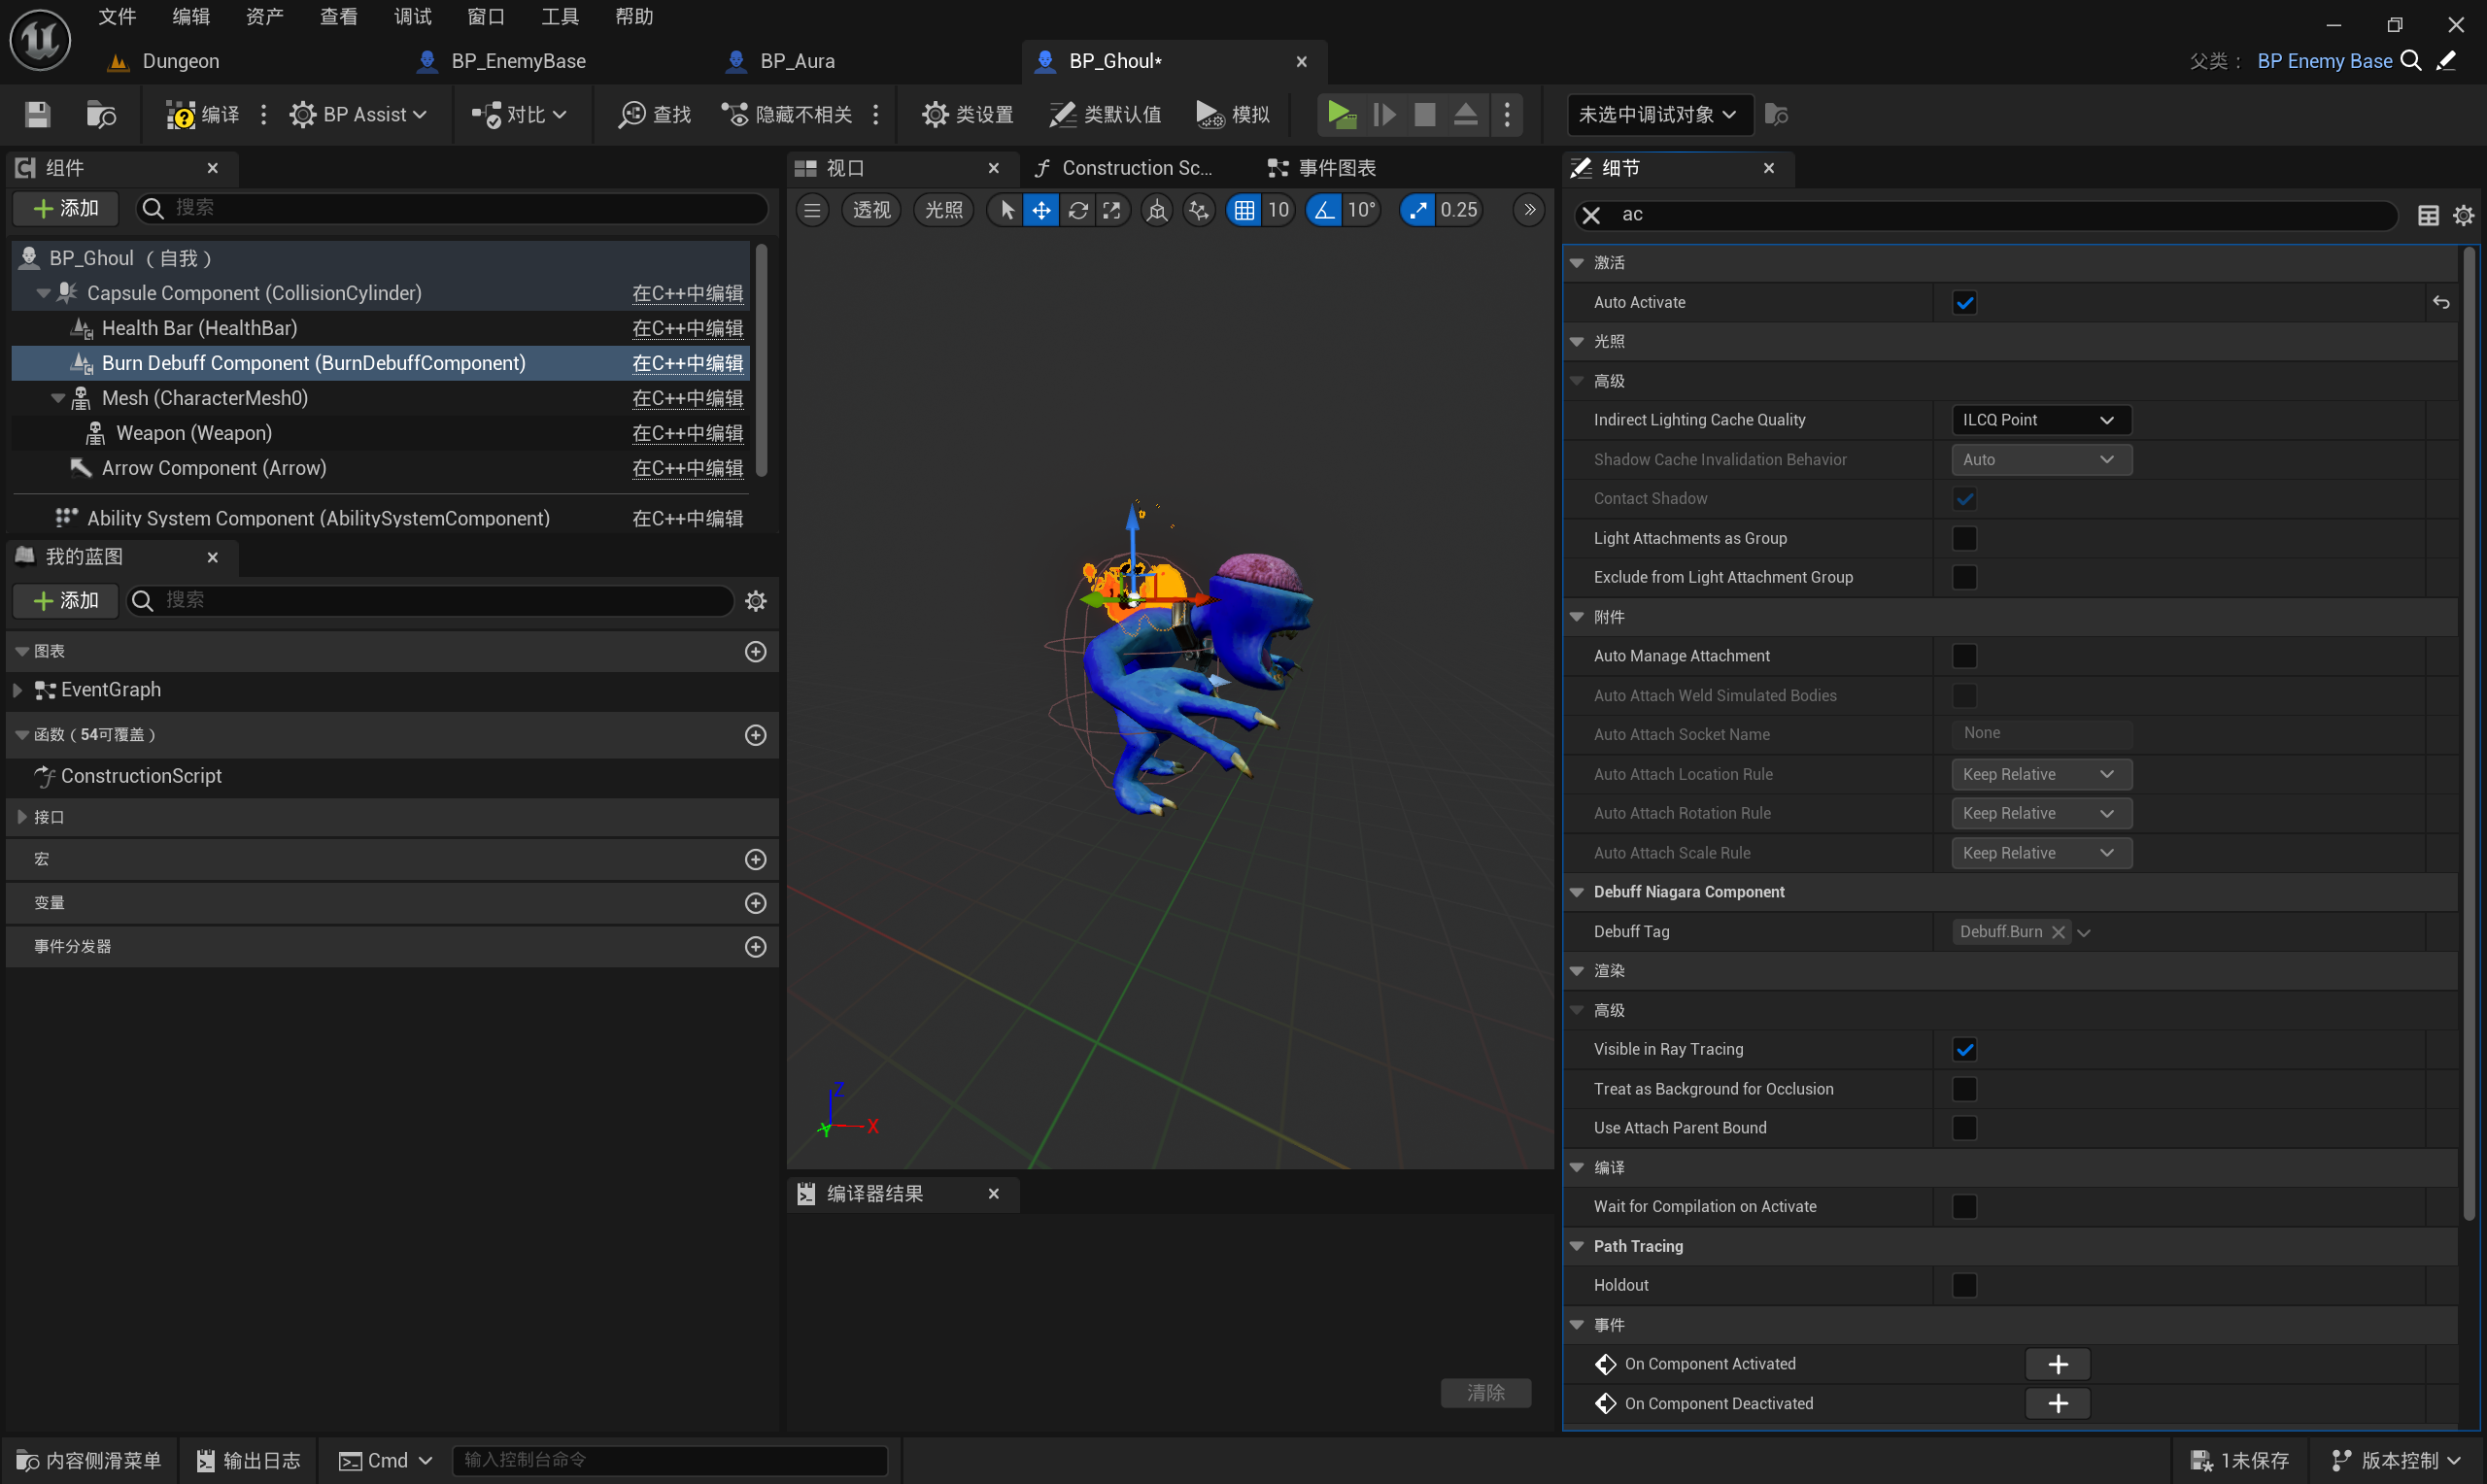 文件 编辑 资产 查看 调试 窗口 工具 帮助
Dungeon BP_EnemyBase BP_Aura BP_Ghoul* 父类： BP Enemy Base
编译 BP Assist 对比 查找 隐藏不相关 类设置 类默认值 模拟 未选中调试对象
组件
添加 搜索
BP_Ghoul （自我）
Capsule Component (CollisionCylinder) 在C++中编辑
Health Bar (HealthBar) 在C++中编辑
Burn Debuff Component (BurnDebuffComponent) 在C++中编辑
Mesh (CharacterMesh0) 在C++中编辑
Weapon (Weapon) 在C++中编辑
Arrow Component (Arrow) 在C++中编辑
Ability System Component (AbilitySystemComponent) 在C++中编辑
我的蓝图
添加 搜索
图表
EventGraph
函数（54可覆盖）
ConstructionScript
接口
宏
变量
事件分发器
视口 Construction Sc... 事件图表
透视 光照 10 10° 0.25
Z
X
Y
编译器结果
清除
细节
ac
激活
Auto Activate
光照
高级
Indirect Lighting Cache Quality ILCQ Point
Shadow Cache Invalidation Behavior Auto
Contact Shadow
Light Attachments as Group
Exclude from Light Attachment Group
附件
Auto Manage Attachment
Auto Attach Weld Simulated Bodies
Auto Attach Socket Name None
Auto Attach Location Rule Keep Relative
Auto Attach Rotation Rule Keep Relative
Auto Attach Scale Rule Keep Relative
Debuff Niagara Component
Debuff Tag Debuff.Burn
渲染
高级
Visible in Ray Tracing
Treat as Background for Occlusion
Use Attach Parent Bound
编译
Wait for Compilation on Activate
Path Tracing
Holdout
事件
On Component Activated
On Component Deactivated
内容侧滑菜单 输出日志 Cmd 输入控制台命令 1未保存 版本控制